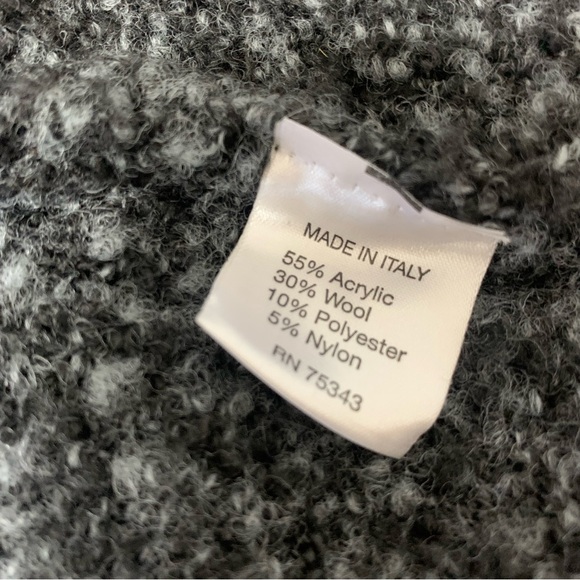 MADE IN ITALY
55% Acrylic
30% Wool
10% Polyester
5% Nylon
RN 75343